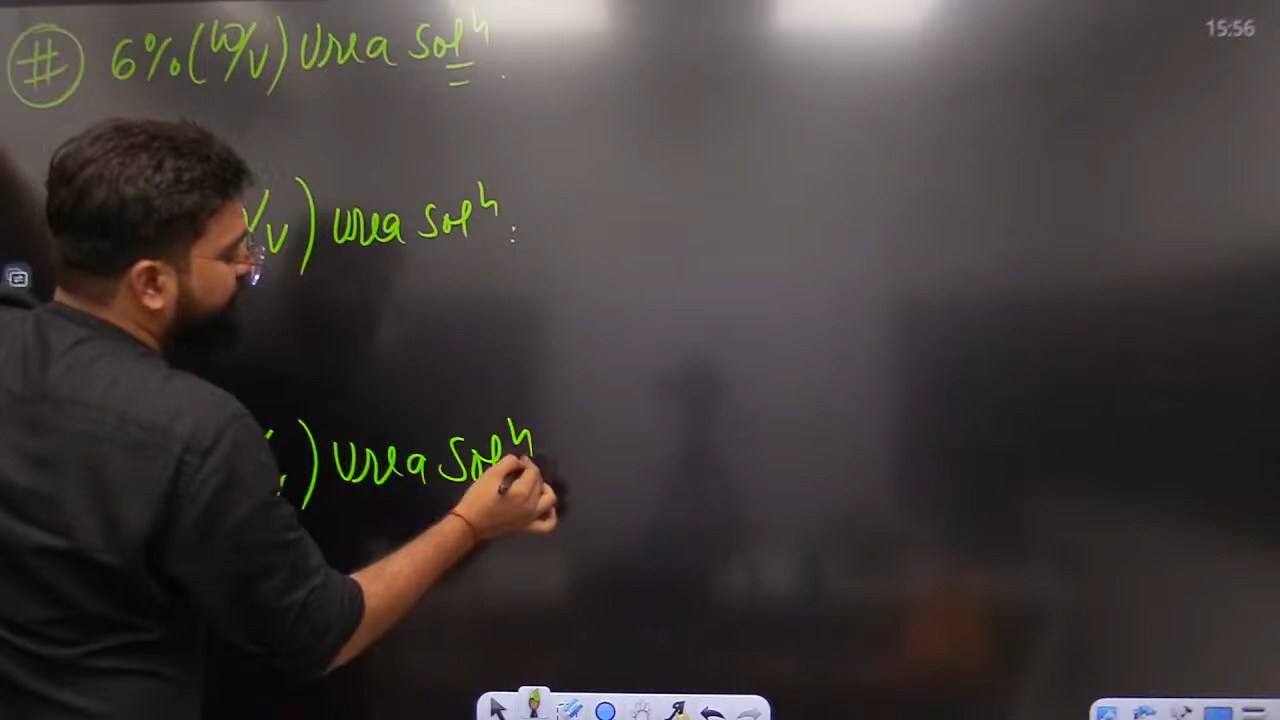 15:56
# 6% (W/V) Urea Solⁿ.
V) Urea Solⁿ.
) Urea Solⁿ